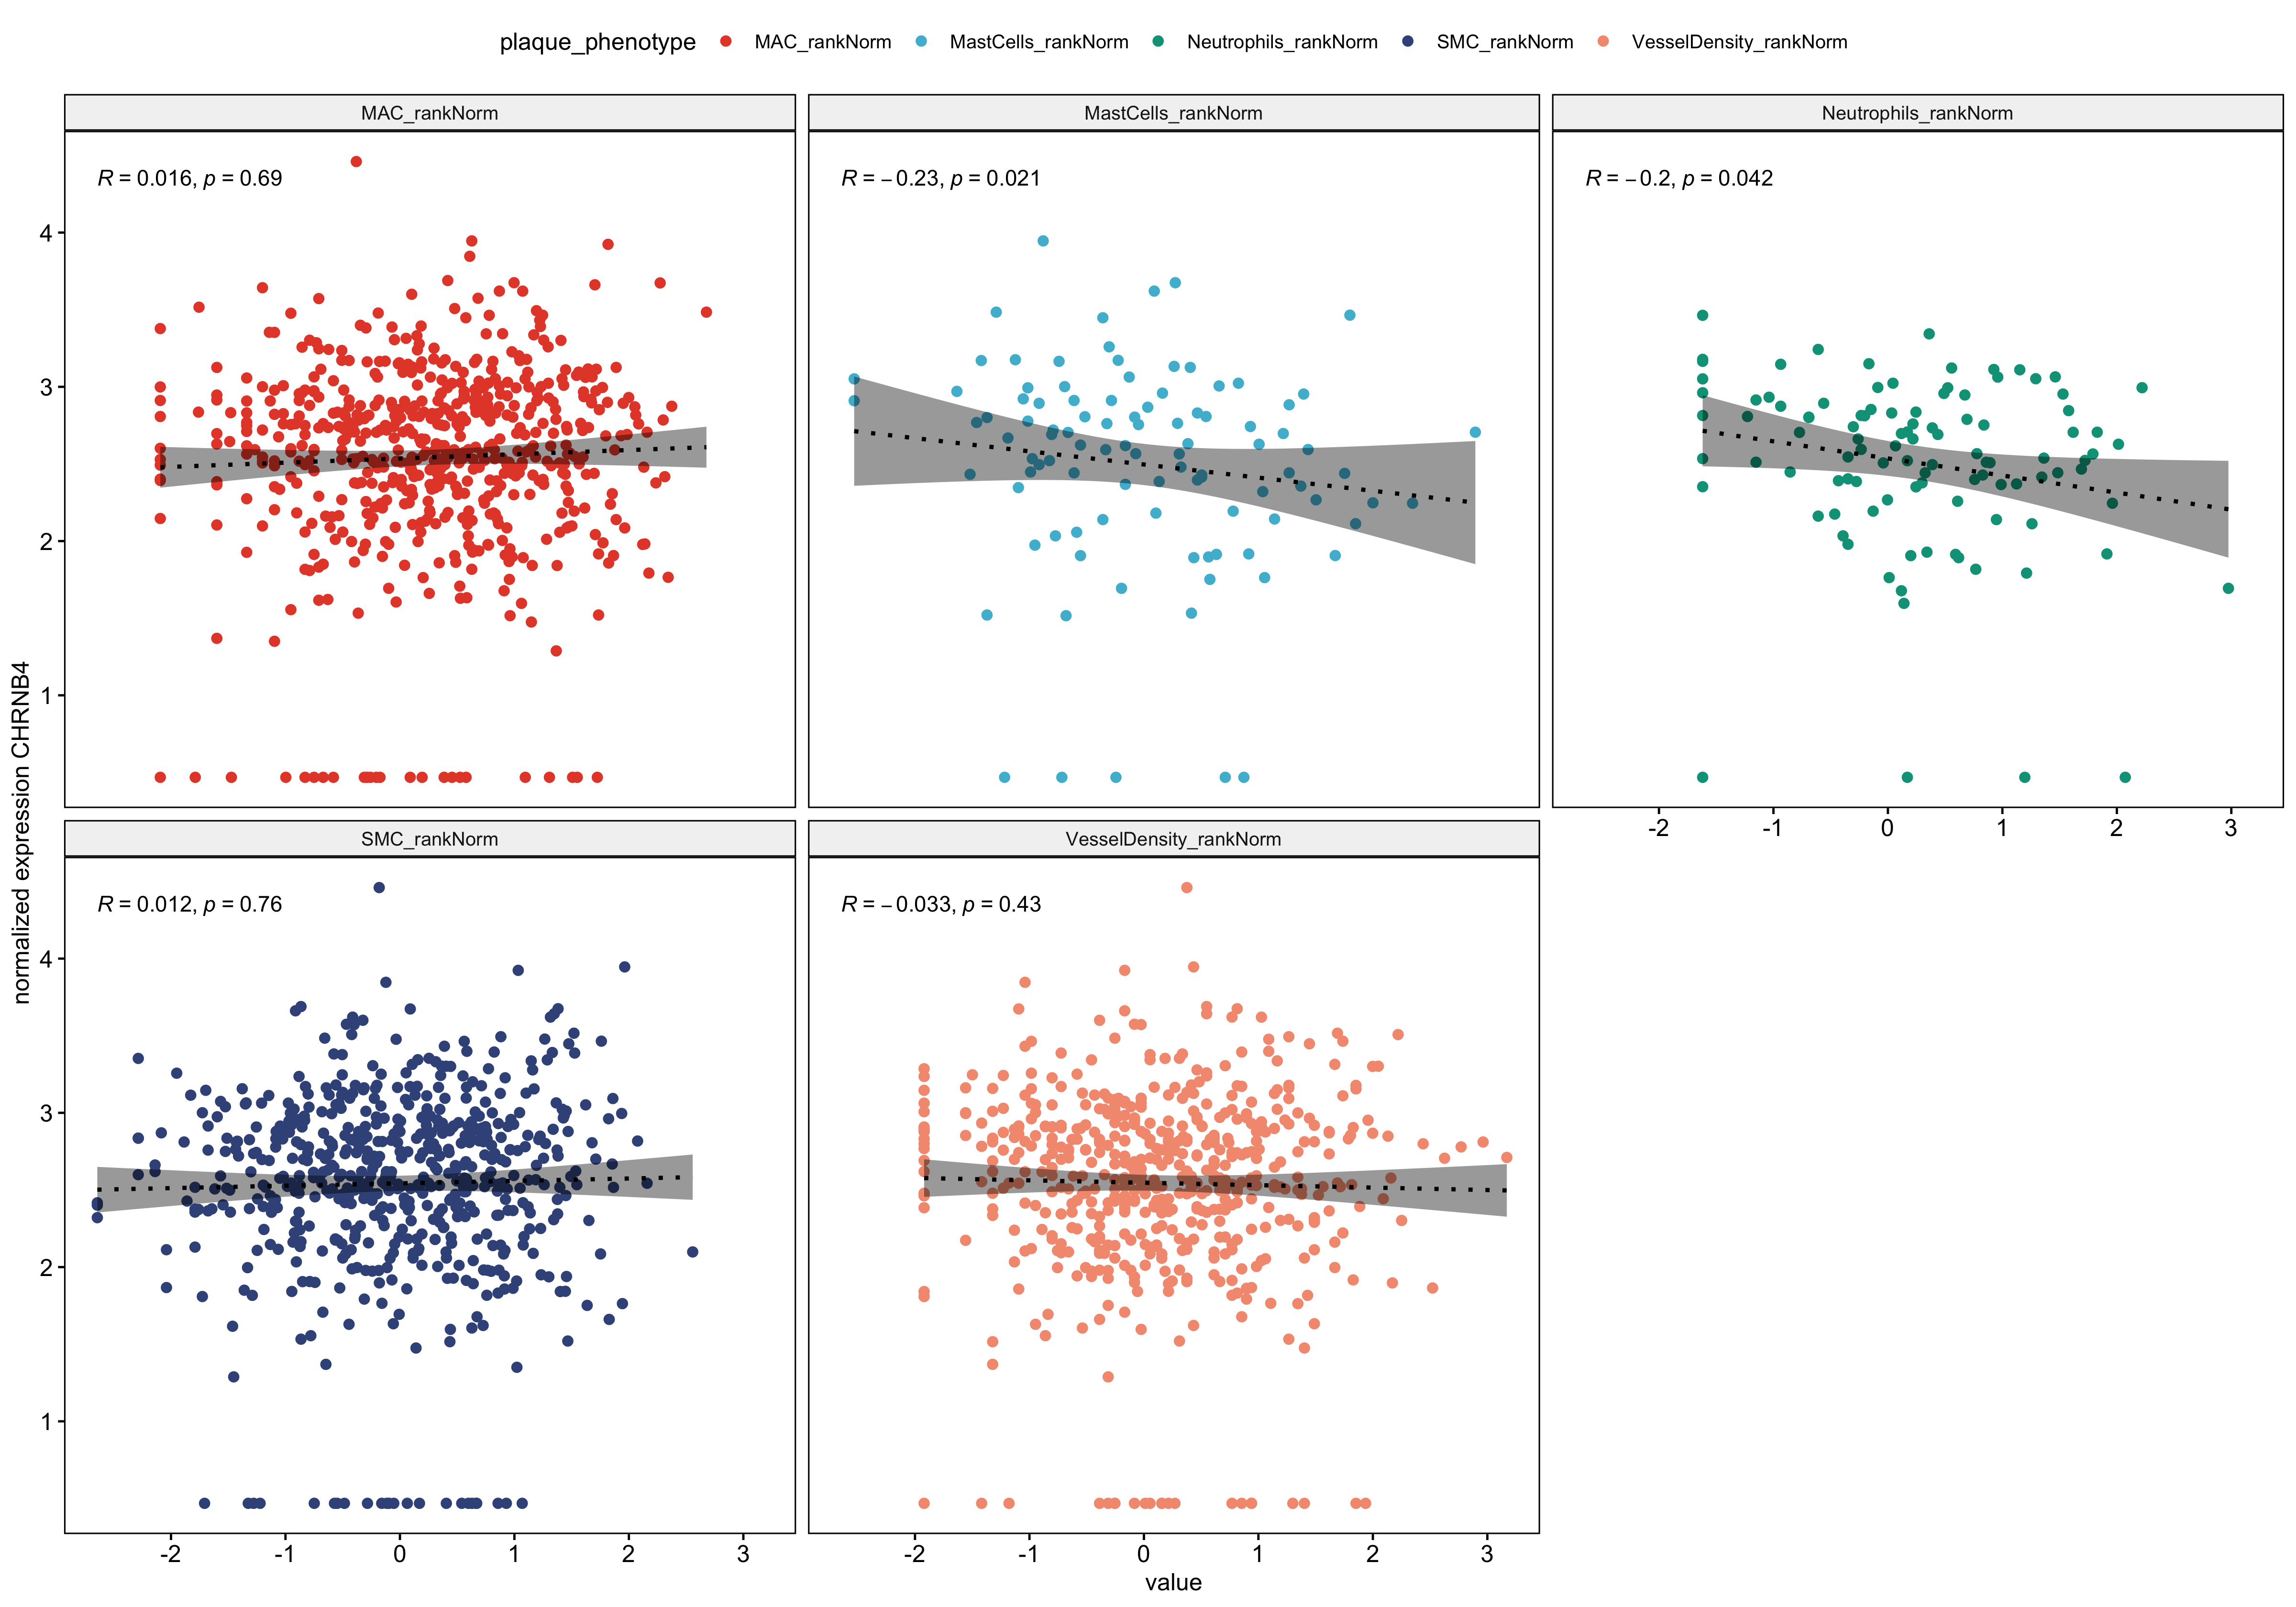 plaque_phenotype MAC_rankNorm MastCells_rankNorm Neutrophils_rankNorm SMC_rankNorm VesselDensity_rankNorm
MAC_rankNorm MastCells_rankNorm Neutrophils_rankNorm
R = 0.016, p = 0.69 R = −0.23, p = 0.021 R = −0.2, p = 0.042
4
3
2
1
-2 -1 0 1 2 3
normalized expression CHRNB4
SMC_rankNorm VesselDensity_rankNorm
R = 0.012, p = 0.76 R = −0.033, p = 0.43
4
3
2
1
-2 -1 0 1 2 3 -2 -1 0 1 2 3
value